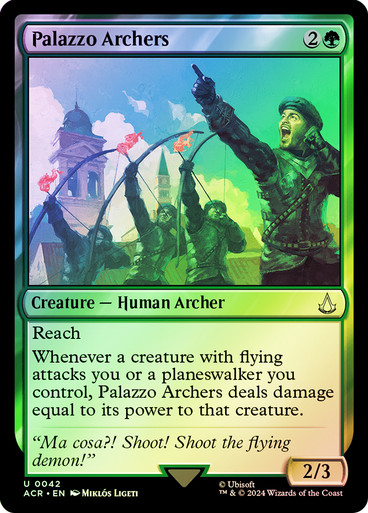 Palazzo Archers 2
Creature — Human Archer
Reach
Whenever a creature with flying
attacks you or a planeswalker you
control, Palazzo Archers deals damage
equal to its power to that creature.
“Ma cosa?! Shoot! Shoot the flying
demon!”
2/3
U 0042
ACR • EN Miklós Ligeti
© Ubisoft
™ & © 2024 Wizards of the Coast